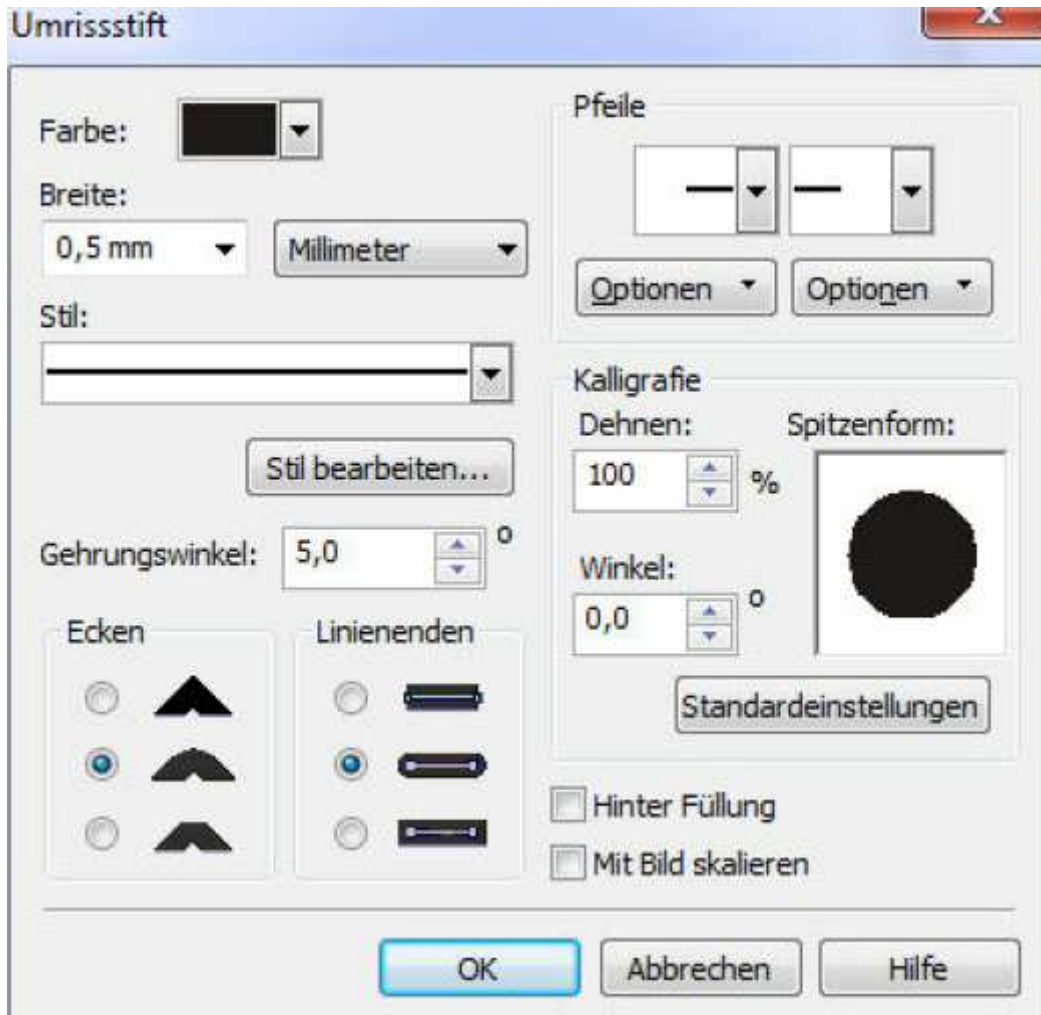 Umrissstift
Farbe:
Breite:
0,5 mm
Millimeter
Stil:
Stil bearbeiten...
Gehrungswinkel:
5,0
o
Ecken
Linienenden
Pfeile
Optionen
Optionen
Kalligrafie
Dehnen:
Spitzenform:
100
%
Winkel:
0,0
o
Standardeinstellungen
Hinter Füllung
Mit Bild skalieren
OK
Abbrechen
Hilfe